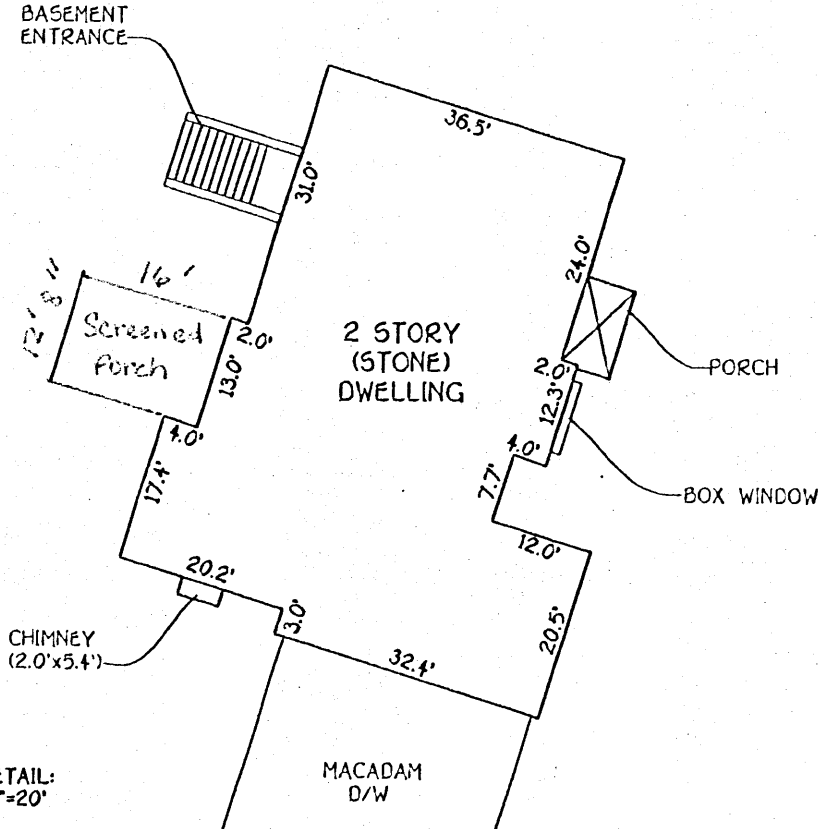 BASEMENT
ENTRANCE
36.5'
31.0'
24.0'
16'
12' 8"
Screened
Porch
2.0'
13.0'
2 STORY
(STONE)
DWELLING
2.0'
PORCH
12.3'
4.0'
4.0'
17.4'
7.7'
BOX WINDOW
12.0'
20.2'
3.0'
20.5'
CHIMNEY
(2.0'x5.4')
32.4'
MACADAM
D/W
ETAIL:
"=20'